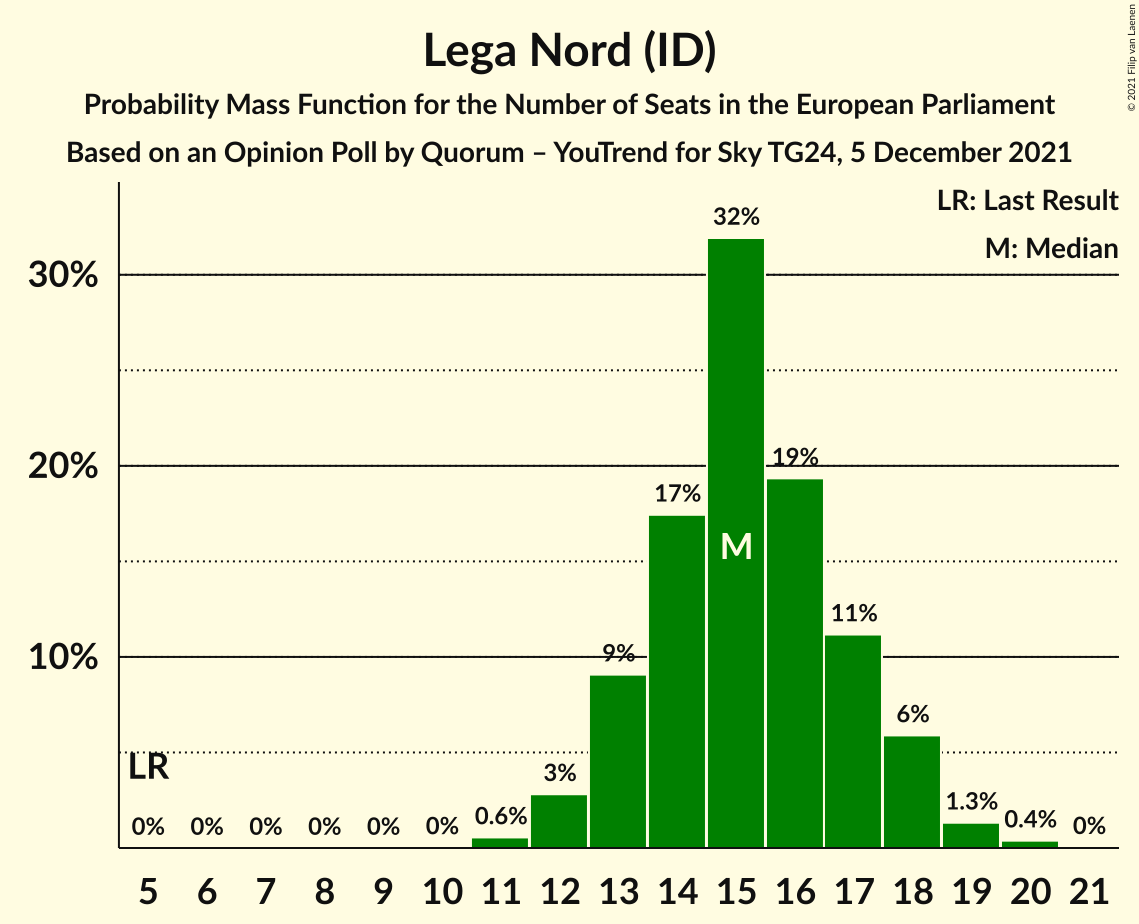 Lega Nord (ID)
Probability Mass Function for the Number of Seats in the European Parliament
Based on an Opinion Poll by Quorum – YouTrend for Sky TG24, 5 December 2021
© 2021 Filip van Laenen
LR: Last Result
M: Median
30%
20%
10%
LR
M
0%
0%
0%
0%
0%
0%
0.6%
3%
9%
17%
32%
19%
11%
6%
1.3%
0.4%
0%
5 6 7 8 9 10 11 12 13 14 15 16 17 18 19 20 21